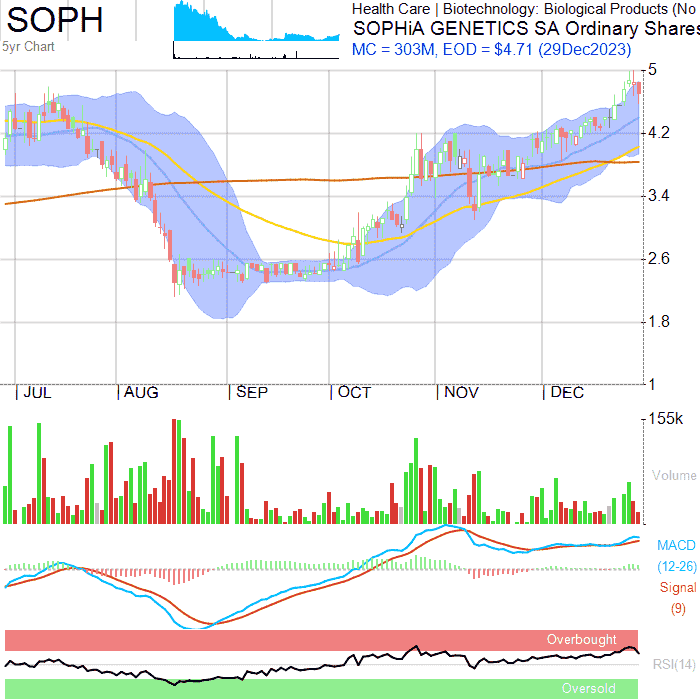 SOPH
5yr Chart
Health Care | Biotechnology: Biological Products (No
SOPHiA GENETICS SA Ordinary Shares
MC = 303M, EOD = $4.71 (29Dec2023)
5
4.2
3.4
2.6
1.8
1
| JUL | AUG | SEP | OCT | NOV | DEC
155k
Volume
MACD
(12-26)
Signal
(9)
Overbought
RSI(14)
Oversold